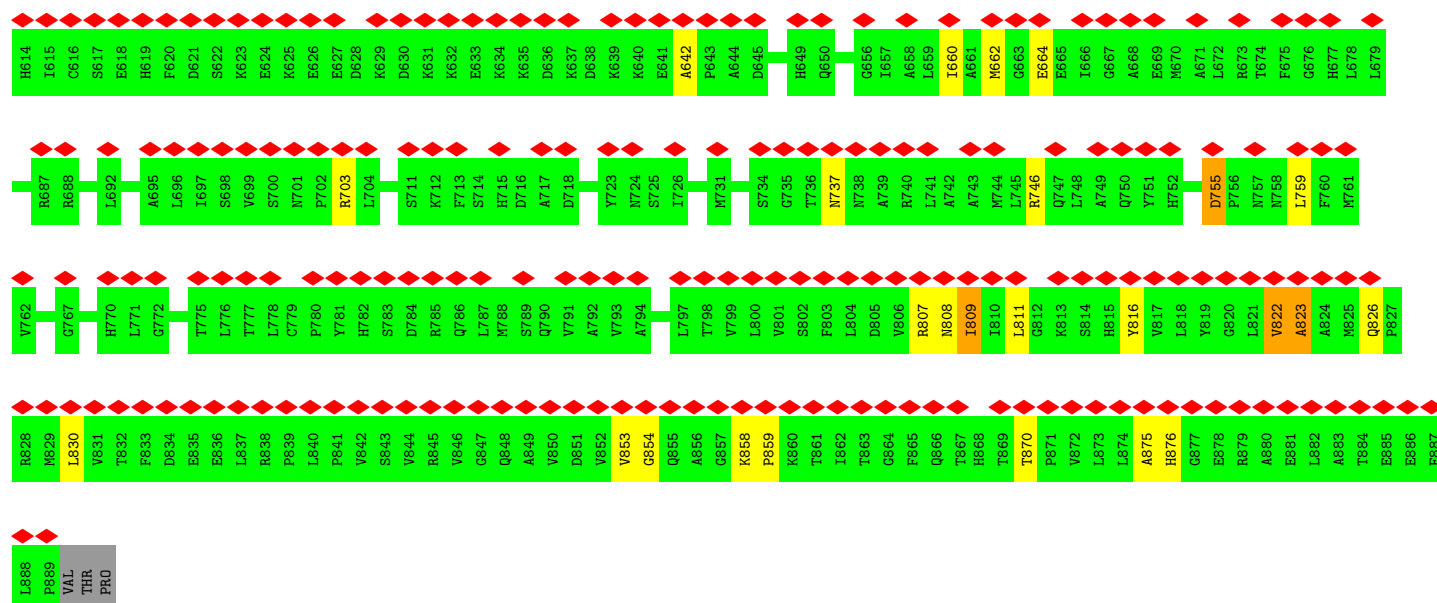 H614 I615 C616 S617 E618 H619 F620 D621 S622 K623 E624 K625 E626 E627 D628 K629 D630 K631 K632 E633 K634 K635 D636 K637 D638 K639 K640 E641 A642 P643 A644 D645 H649 Q650 G656 I657 A658 L659 I660 A661 M662 G663 E664 E665 I666 G667 A668 E669 M670 A671 L672 R673 T674 F675 G676 H677 L678 L679
R687 R688 L692 A695 L696 I697 S698 V699 S700 N701 P702 R703 L704 S711 K712 F713 S714 H715 D716 A717 D718 Y723 N724 S725 I726 M731 S734 G735 T736 N737 N738 A739 R740 L741 A742 A743 M744 L745 R746 Q747 L748 A749 Q750 Y751 H752 D755 P756 N757 N758 L759 F760 M761
V762 G767 H770 L771 G772 T775 L776 T777 L778 C779 P780 Y781 H782 S783 D784 R785 Q786 L787 M788 S789 Q790 V791 A792 V793 A794 L797 T798 V799 L800 V801 S802 F803 L804 D805 V806 R807 N808 I809 I810 L811 G812 K813 S814 H815 Y816 V817 L818 Y819 G820 L821 V822 A823 A824 M825 Q826 P827
R828 M829 L830 V831 T832 F833 D834 E835 E836 L837 R838 P839 L840 P841 V842 S843 V844 R845 V846 G847 Q848 A849 V850 D851 V852 V853 G854 Q855 A856 G857 K858 P859 K860 T861 I862 T863 G864 F865 Q866 T867 H868 T869 T870 P871 V872 L873 L874 A875 H876 G877 E878 R879 A880 E881 L882 A883 T884 E885 E886 F887
L888 P889 VAL THR PRO